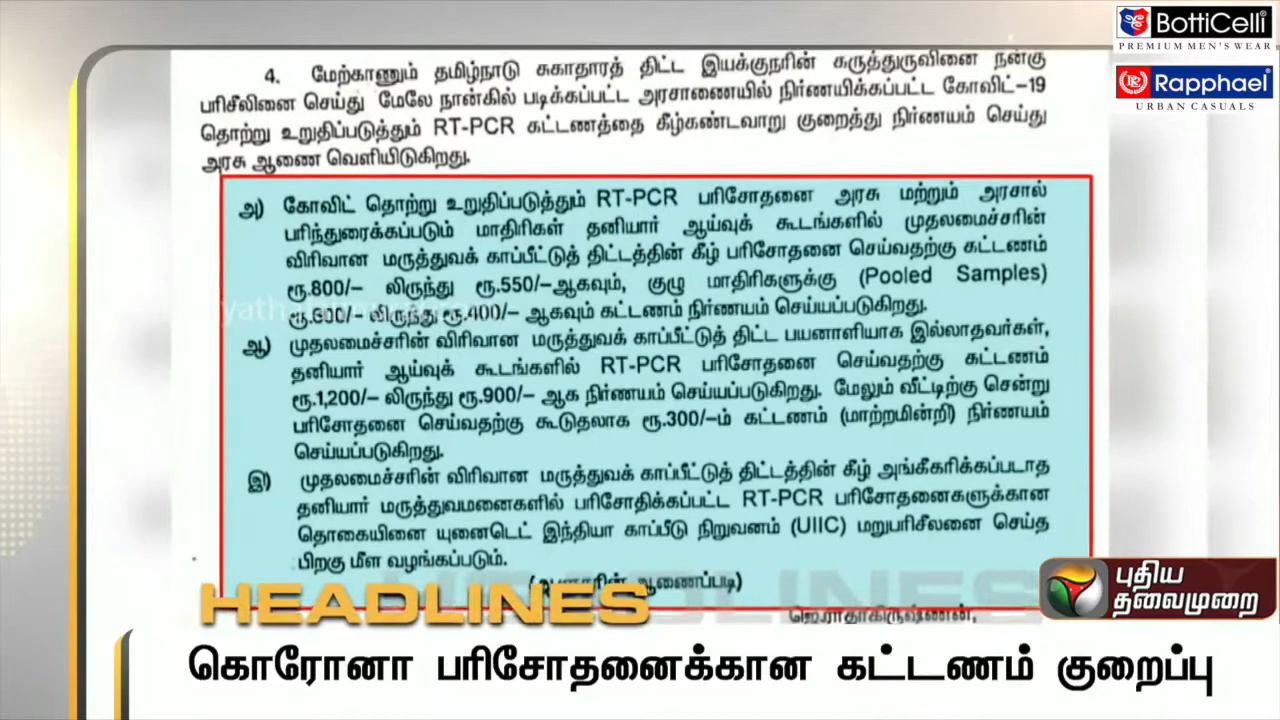 BottiCelli
PREMIUM MEN'S WEAR
Rapphael
URBAN CASUALS
4. மேற்காணும் தமிழ்நாடு சுகாதாரத் திட்ட இயக்குநரின் கருத்துருவினை நன்கு
பரிசீலினை செய்து மேலே நான்கில் படிக்கப்பட்ட அரசாணையில் நிர்ணயிக்கப்பட்ட கோவிட்-19
தொற்று உறுதிப்படுத்தும் RT-PCR கட்டணத்தை கீழ்கண்டவாறு குறைத்து நிர்ணயம் செய்து
அரசு ஆணை வெளியிடுகிறது.
அ) கோவிட் தொற்று உறுதிப்படுத்தும் RT-PCR பரிசோதனை அரசு மற்றும் அரசால்
பரிந்துரைக்கப்படும் மாதிரிகள் தனியார் ஆய்வுக் கூடங்களில் முதலமைச்சரின்
விரிவான மருத்துவக் காப்பீட்டுத் திட்டத்தின் கீழ் பரிசோதனை செய்வதற்கு கட்டணம்
ரூ.800/- லிருந்து ரூ.550/-ஆகவும், குழு மாதிரிகளுக்கு (Pooled Samples)
ரூ.600/- லிருந்து ரூ.400/- ஆகவும் கட்டணம் நிர்ணயம் செய்யப்படுகிறது.
ஆ) முதலமைச்சரின் விரிவான மருத்துவக் காப்பீட்டுத் திட்ட பயனாளியாக இல்லாதவர்கள்,
தனியார் ஆய்வுக் கூடங்களில் RT-PCR பரிசோதனை செய்வதற்கு கட்டணம்
ரூ.1,200/- லிருந்து ரூ.900/- ஆக நிர்ணயம் செய்யப்படுகிறது. மேலும் வீட்டிற்கு சென்று
பரிசோதனை செய்வதற்கு கூடுதலாக ரூ.300/-ம் கட்டணம் (மாற்றமின்றி) நிர்ணயம்
செய்யப்படுகிறது.
இ) முதலமைச்சரின் விரிவான மருத்துவக் காப்பீட்டுத் திட்டத்தின் கீழ் அங்கீகரிக்கப்படாத
தனியார் மருத்துவமனைகளில் பரிசோதிக்கப்பட்ட RT-PCR பரிசோதனைகளுக்கான
தொகையினை யுனைடெட் இந்தியா காப்பீடு நிறுவனம் (UIIC) மறுபரிசீலனை செய்த
பிறகு மீள வழங்கப்படும்.
ஆணைப்படி)
ஜெ.ராதாகிருஷ்ணன்,
HEADLINES
புதிய
தலைமுறை
கொரோனா பரிசோதனைக்கான கட்டணம் குறைப்பு